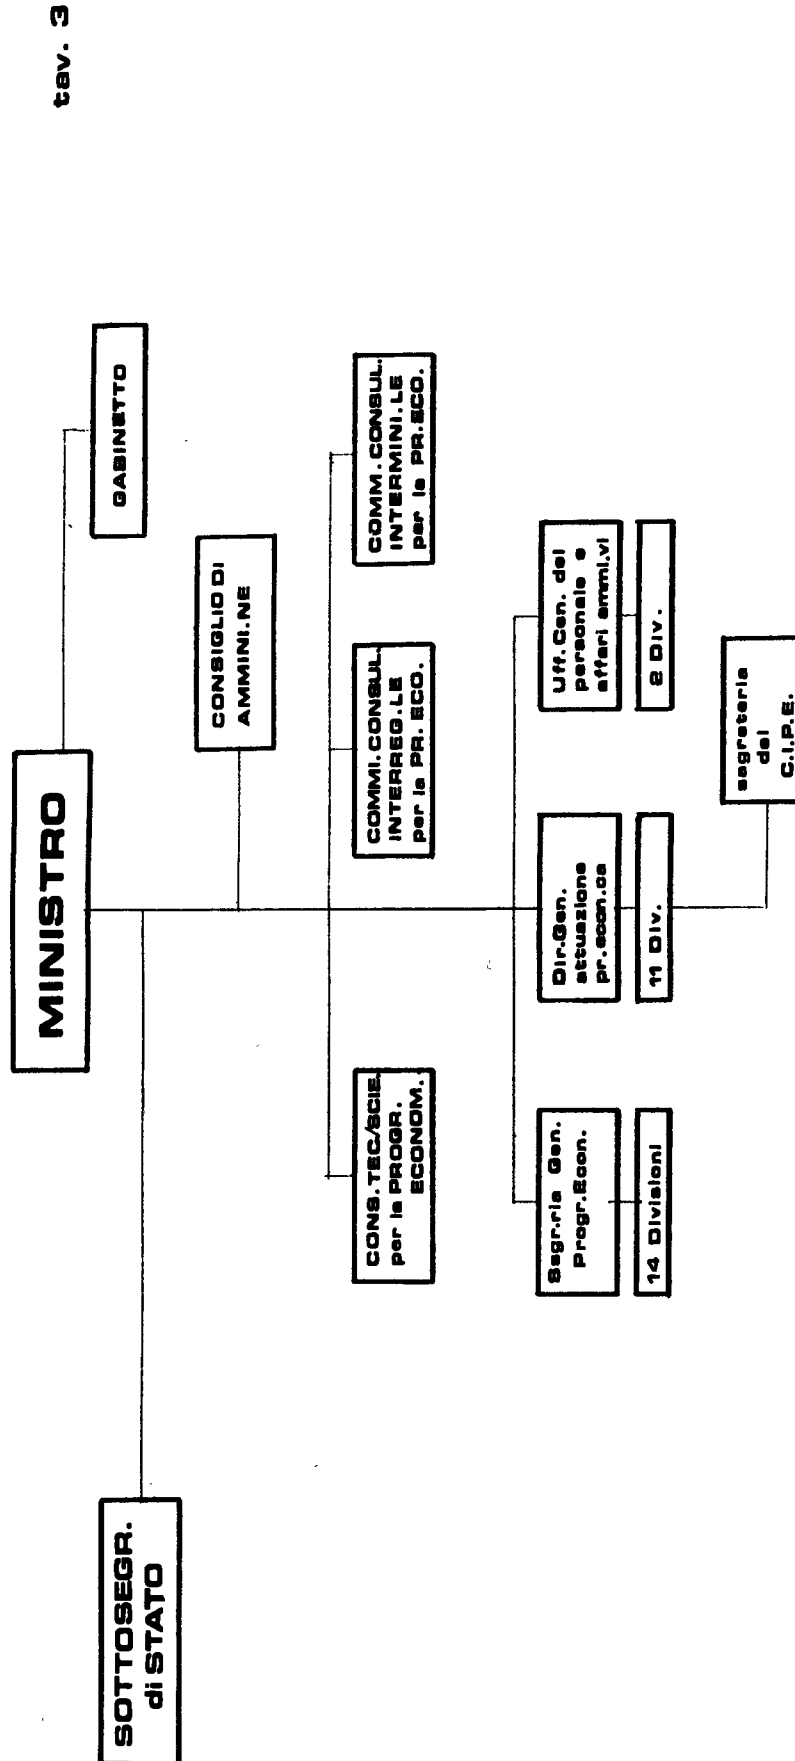 tav. 3
MINISTRO
GABINETTO
SOTTOSEGR.
di STATO
CONSIGLIO DI
AMMINI.NE
CONS.TEC/SCIE.
per la PROGR.
ECONOM.
COMMI.CONSUL.
INTERREG.LE
per la PR. ECO.
COMM.CONSUL.
INTERMINI.LE
per la PR.ECO.
Segr.ria Gen.
Progr.Econ.
14 Divisioni
Dir.Gen.
attuazione
pr.econ.ca
11 Div.
Uff.Cen. del
personale e
affari ammi.vi
2 Div.
segreteria
del
C.I.P.E.